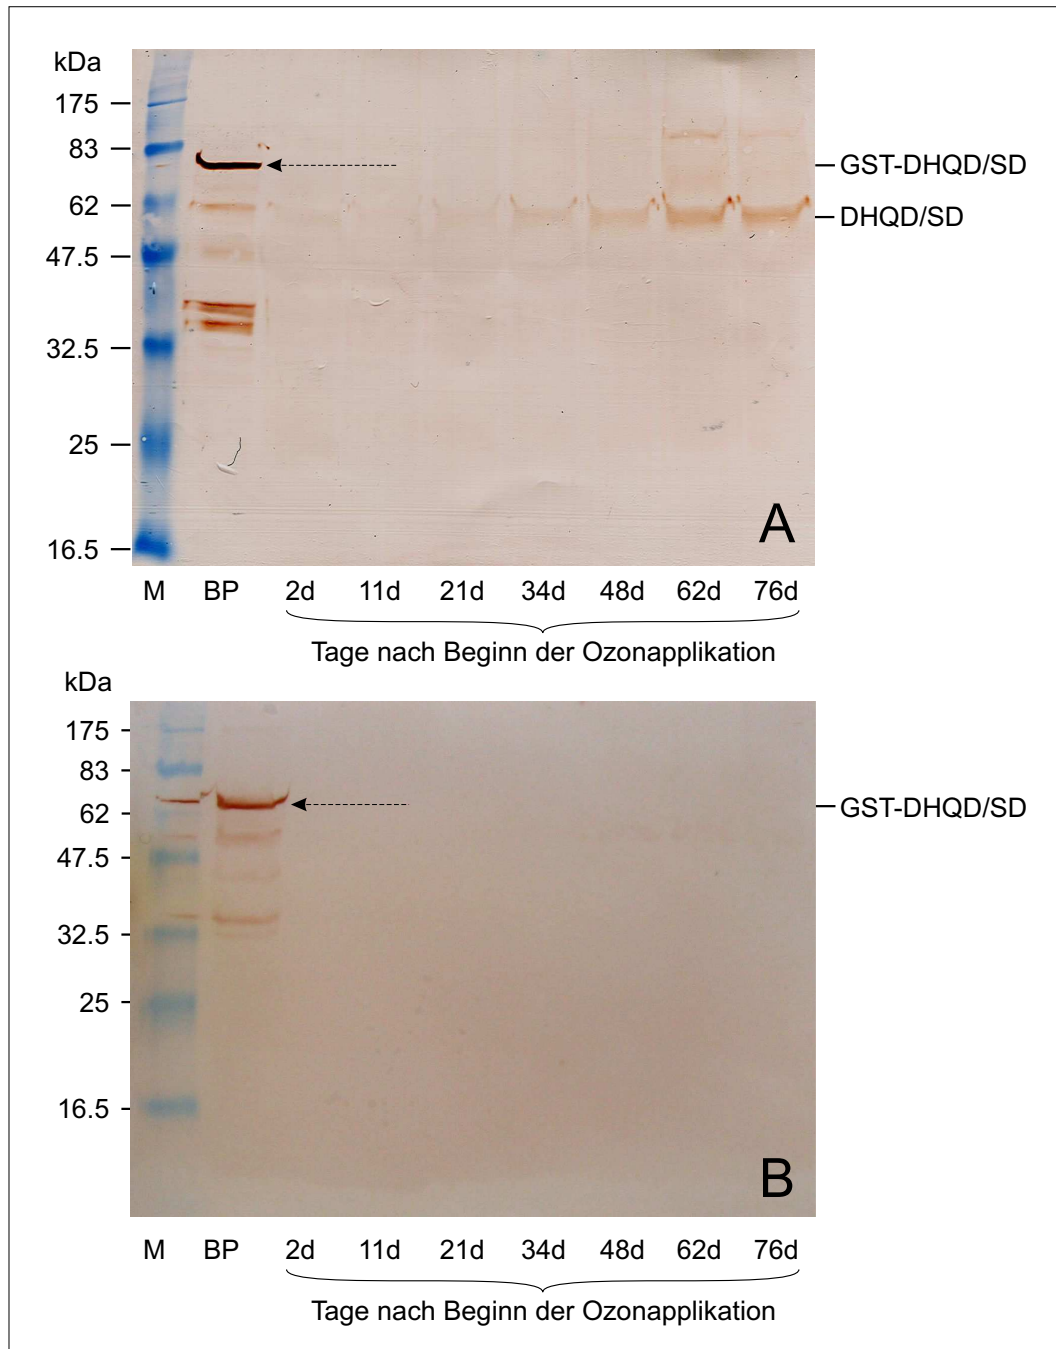 kDa
175
83
GST-DHQD/SD
62
DHQD/SD
47.5
32.5
25
16.5
A
M BP 2d 11d 21d 34d 48d 62d 76d
Tage nach Beginn der Ozonapplikation
kDa
175
83
GST-DHQD/SD
62
47.5
32.5
25
16.5
B
M BP 2d 11d 21d 34d 48d 62d 76d
Tage nach Beginn der Ozonapplikation